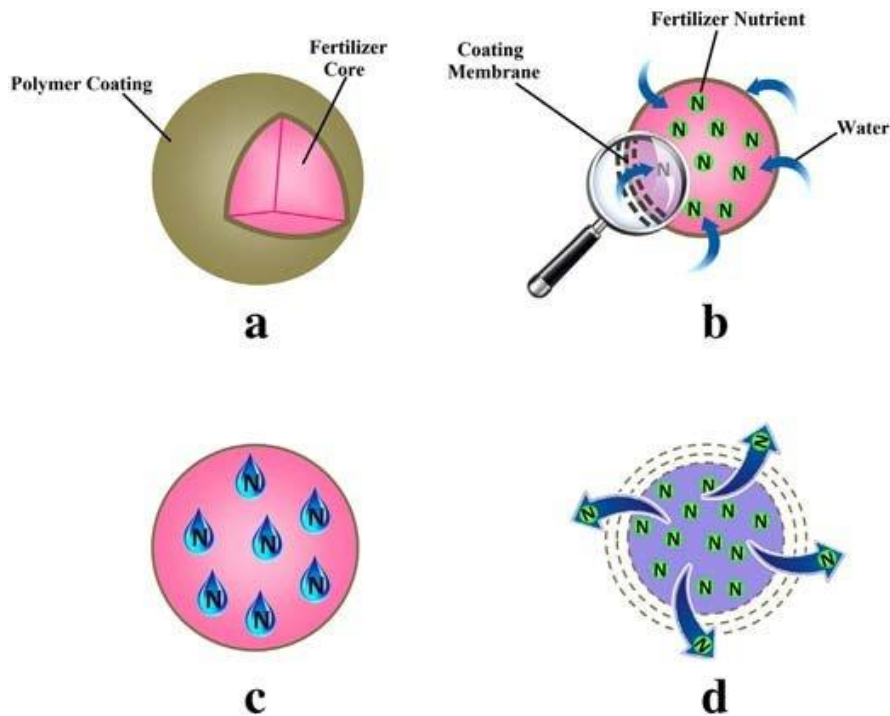 Polymer Coating
Fertilizer
Core
a
Fertilizer Nutrient
Coating
Membrane
Water
N
N N
N
N
N N
N N
b
N
N
N N
N N
N
c
N
N N
N N N
N N N
N N
N N
N N
N
d